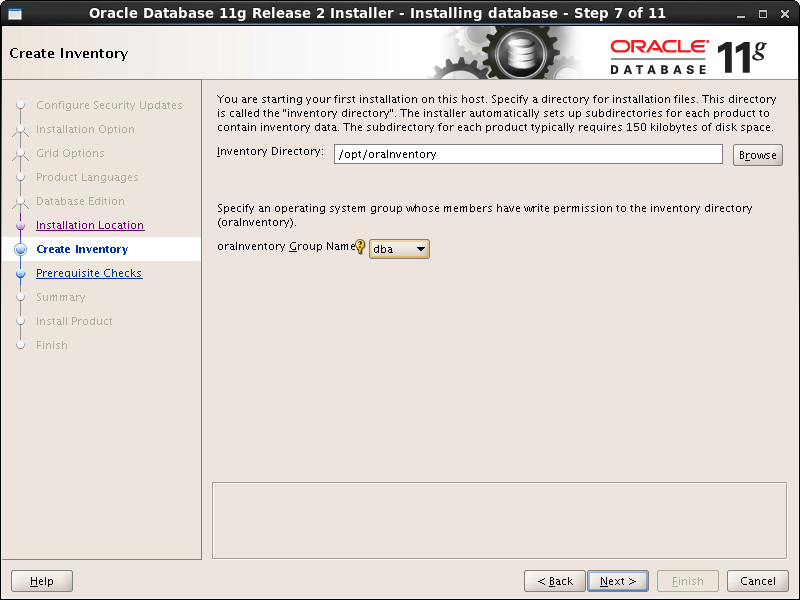 Oracle Database 11g Release 2 Installer - Installing database - Step 7 of 11
Create Inventory
ORACLE
DATABASE
11g
Configure Security Updates
Installation Option
Grid Options
Product Languages
Database Edition
Installation Location
Create Inventory
Prerequisite Checks
Summary
Install Product
Finish
You are starting your first installation on this host. Specify a directory for installation files. This directory
is called the "inventory directory". The installer automatically sets up subdirectories for each product to
contain inventory data. The subdirectory for each product typically requires 150 kilobytes of disk space.
Inventory Directory: /opt/oraInventory Browse
Specify an operating system group whose members have write permission to the inventory directory
(oraInventory).
oraInventory Group Name dba
Help < Back Next > Finish Cancel